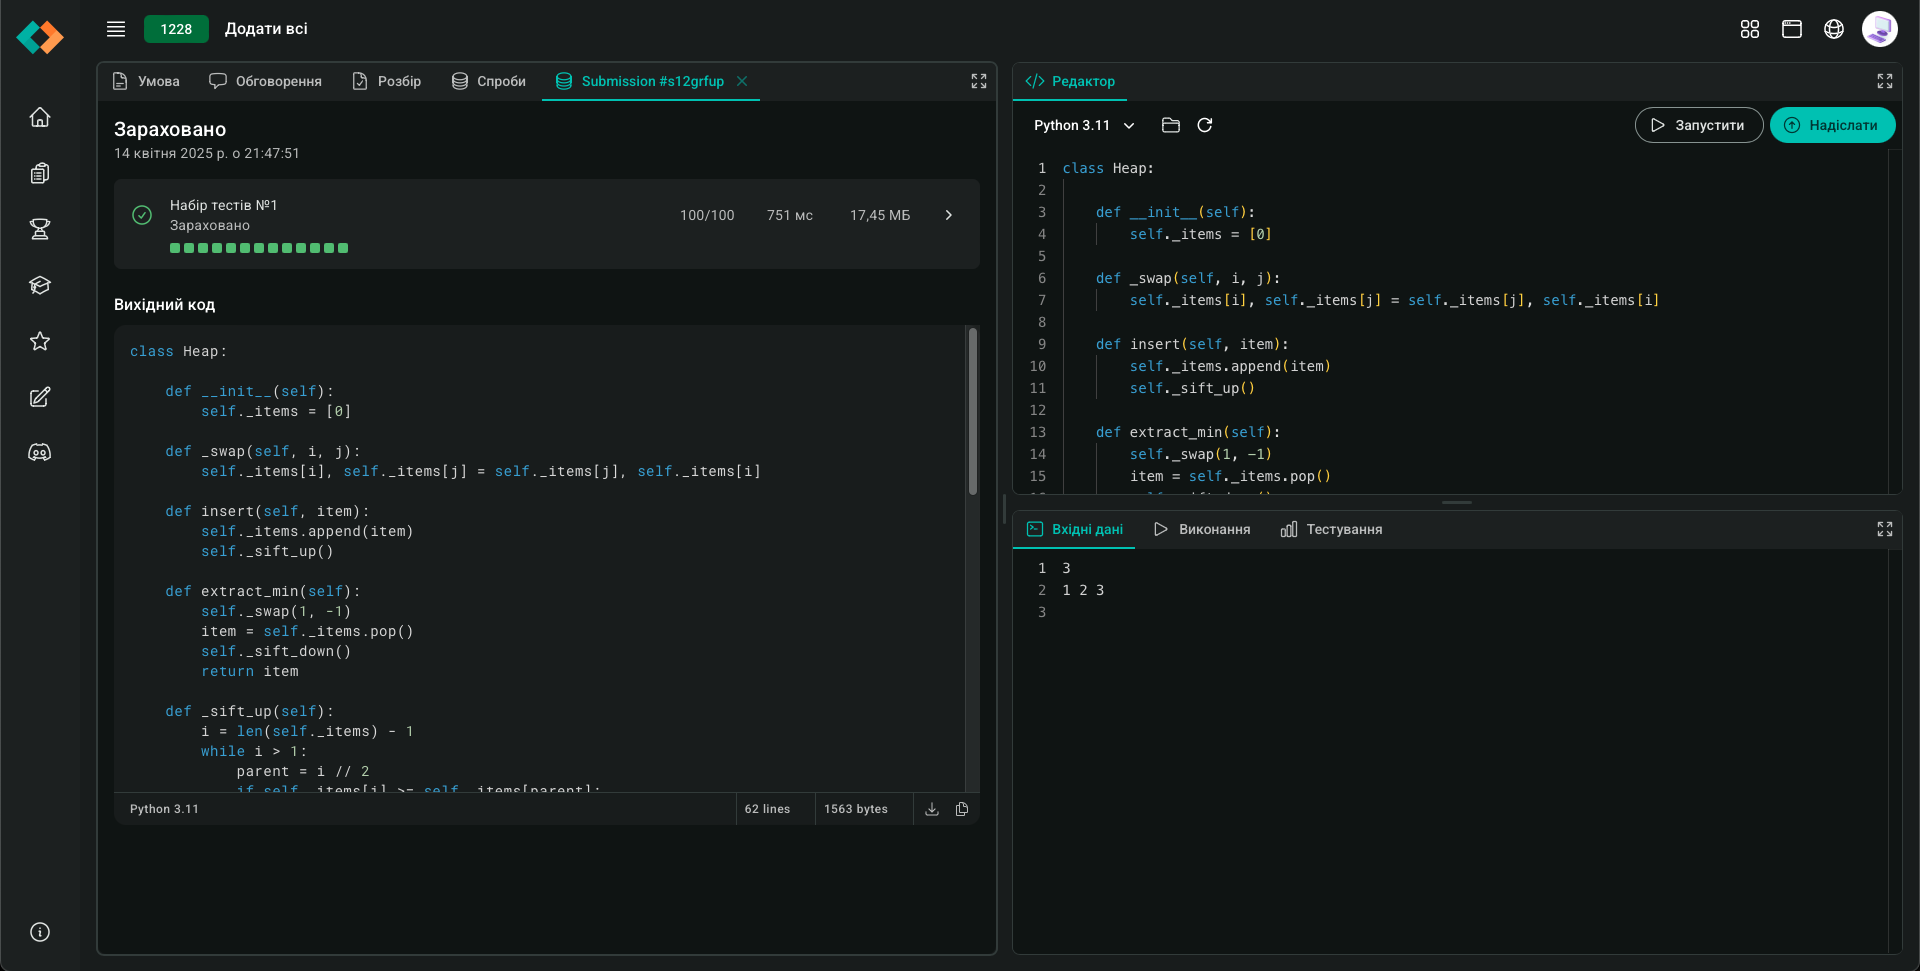 1228 Додати всі
Умова Обговорення Розбір Спроби Submission #s12grfup
Зараховано
14 квітня 2025 р. о 21:47:51
Набір тестів №1
Зараховано
100/100 751 мс 17,45 МБ
Вихідний код
class Heap:
def __init__(self):
self._items = [0]
def _swap(self, i, j):
self._items[i], self._items[j] = self._items[j], self._items[i]
def insert(self, item):
self._items.append(item)
self._sift_up()
def extract_min(self):
self._swap(1, -1)
item = self._items.pop()
self._sift_down()
return item
def _sift_up(self):
i = len(self._items) - 1
while i > 1:
parent = i // 2
if self._items[i] >= self._items[parent]:
Python 3.11 62 lines 1563 bytes
Редактор
Python 3.11 Запустити Надіслати
1 class Heap:
2
3 def __init__(self):
4 self._items = [0]
5
6 def _swap(self, i, j):
7 self._items[i], self._items[j] = self._items[j], self._items[i]
8
9 def insert(self, item):
10 self._items.append(item)
11 self._sift_up()
12
13 def extract_min(self):
14 self._swap(1, -1)
15 item = self._items.pop()
Вхідні дані Виконання Тестування
1 3
2 1 2 3
3